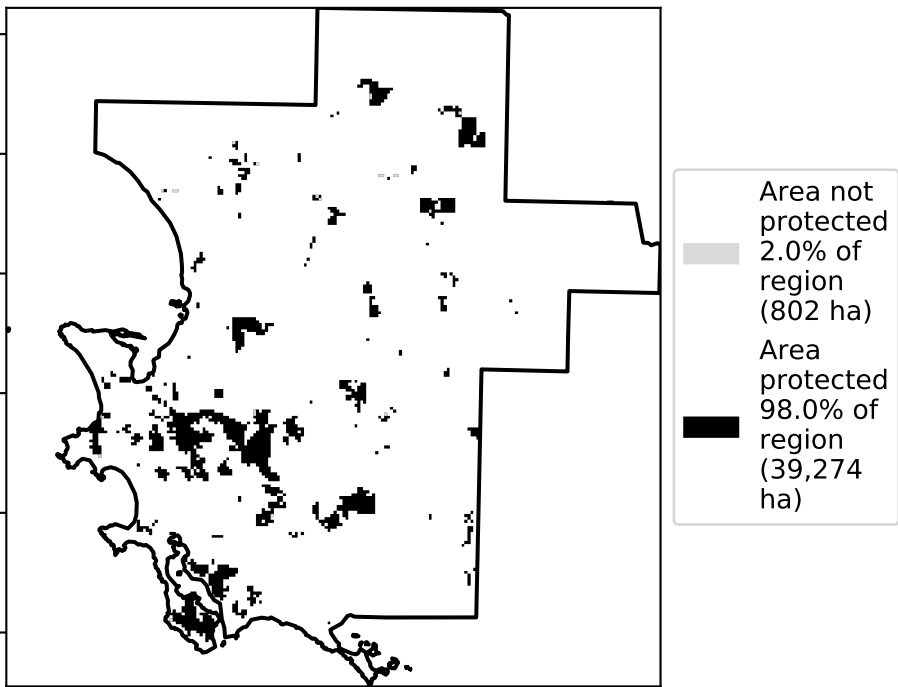 Area not
protected
2.0% of
region
(802 ha)
Area
protected
98.0% of
region
(39,274
ha)